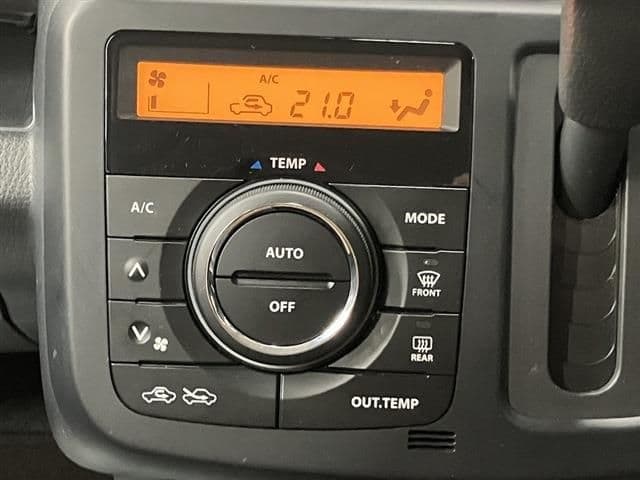 A/C
21.0
TEMP
A/C
MODE
AUTO
OFF
FRONT
REAR
OUT.TEMP